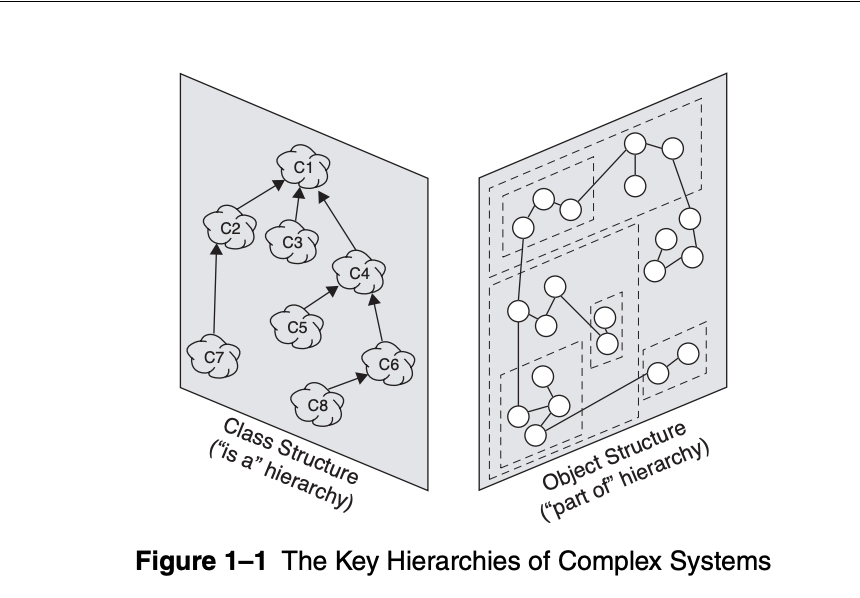 C1
C2
C3
C4
C5
C7
C6
C8
Class Structure
(“is a” hierarchy)
Object Structure
(“part of” hierarchy)
Figure 1–1 The Key Hierarchies of Complex Systems